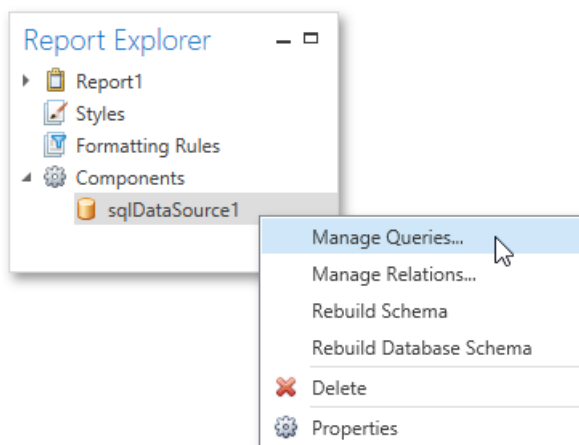 Report Explorer
Report1
Styles
Formatting Rules
Components
sqlDataSource1
Manage Queries...
Manage Relations...
Rebuild Schema
Rebuild Database Schema
Delete
Properties